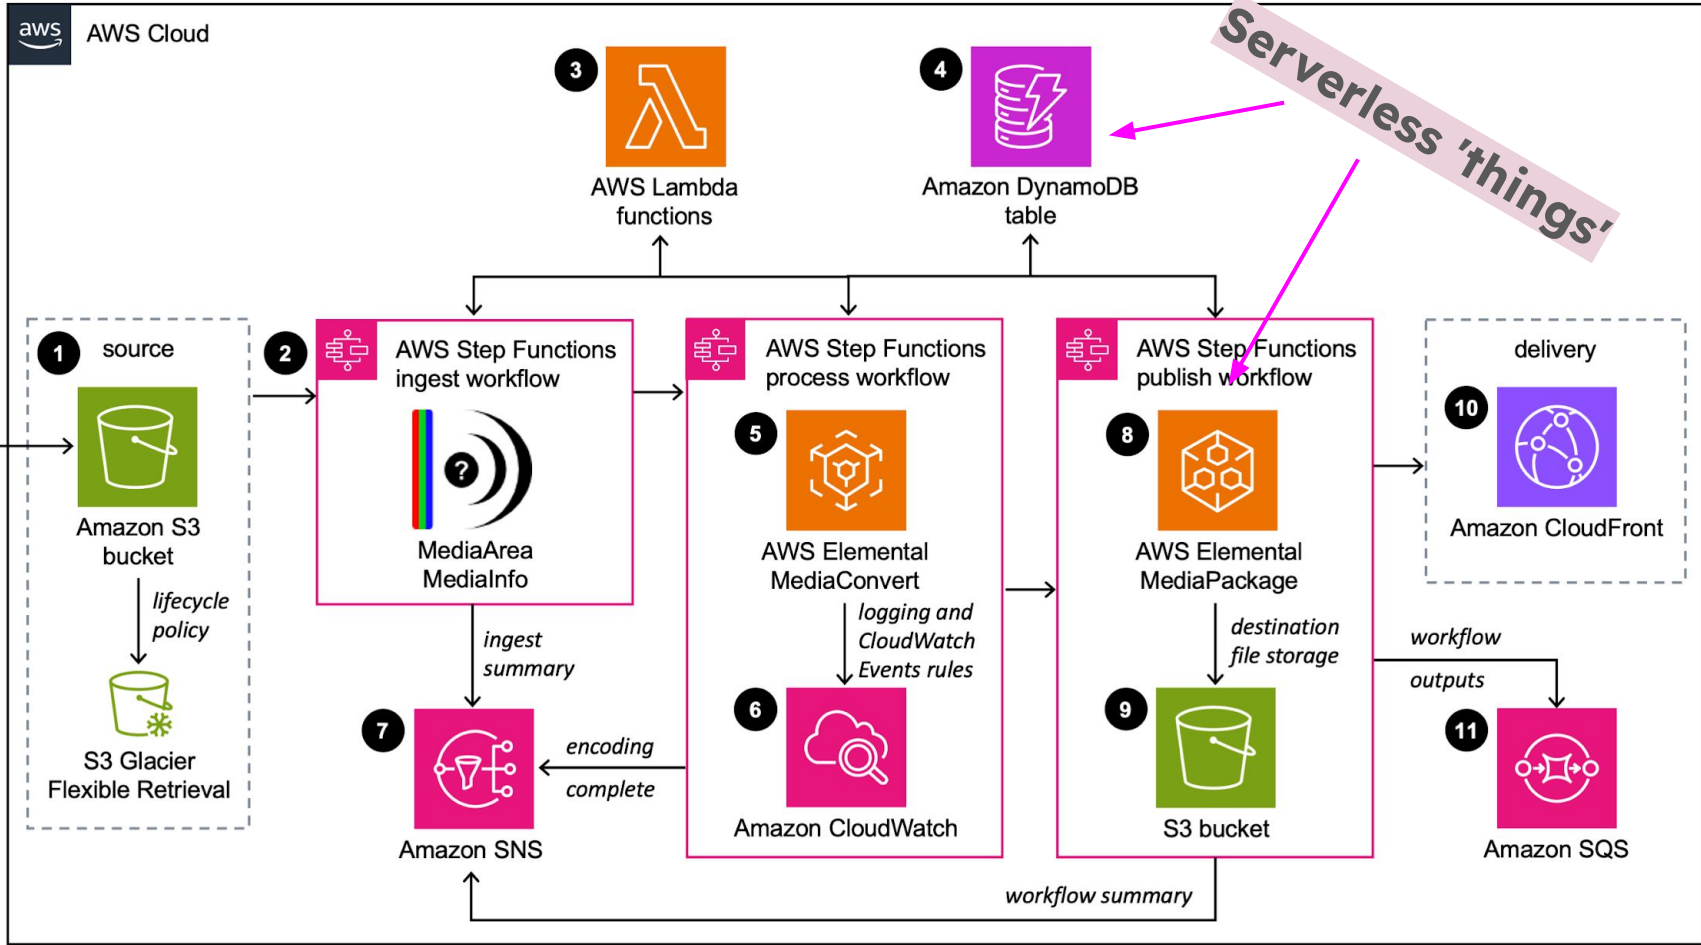 aws
AWS Cloud
3
4
Serverless 'things'
AWS Lambda
functions
Amazon DynamoDB
table
1
source
2
AWS Step Functions
ingest workflow
AWS Step Functions
process workflow
AWS Step Functions
publish workflow
delivery
10
5
8
?
Amazon S3
bucket
MediaArea
MediaInfo
AWS Elemental
MediaConvert
AWS Elemental
MediaPackage
Amazon CloudFront
lifecycle
policy
ingest
summary
logging and
CloudWatch
Events rules
destination
file storage
workflow
outputs
S3 Glacier
Flexible Retrieval
7
6
9
11
encoding
complete
Amazon SNS
Amazon CloudWatch
S3 bucket
Amazon SQS
workflow summary